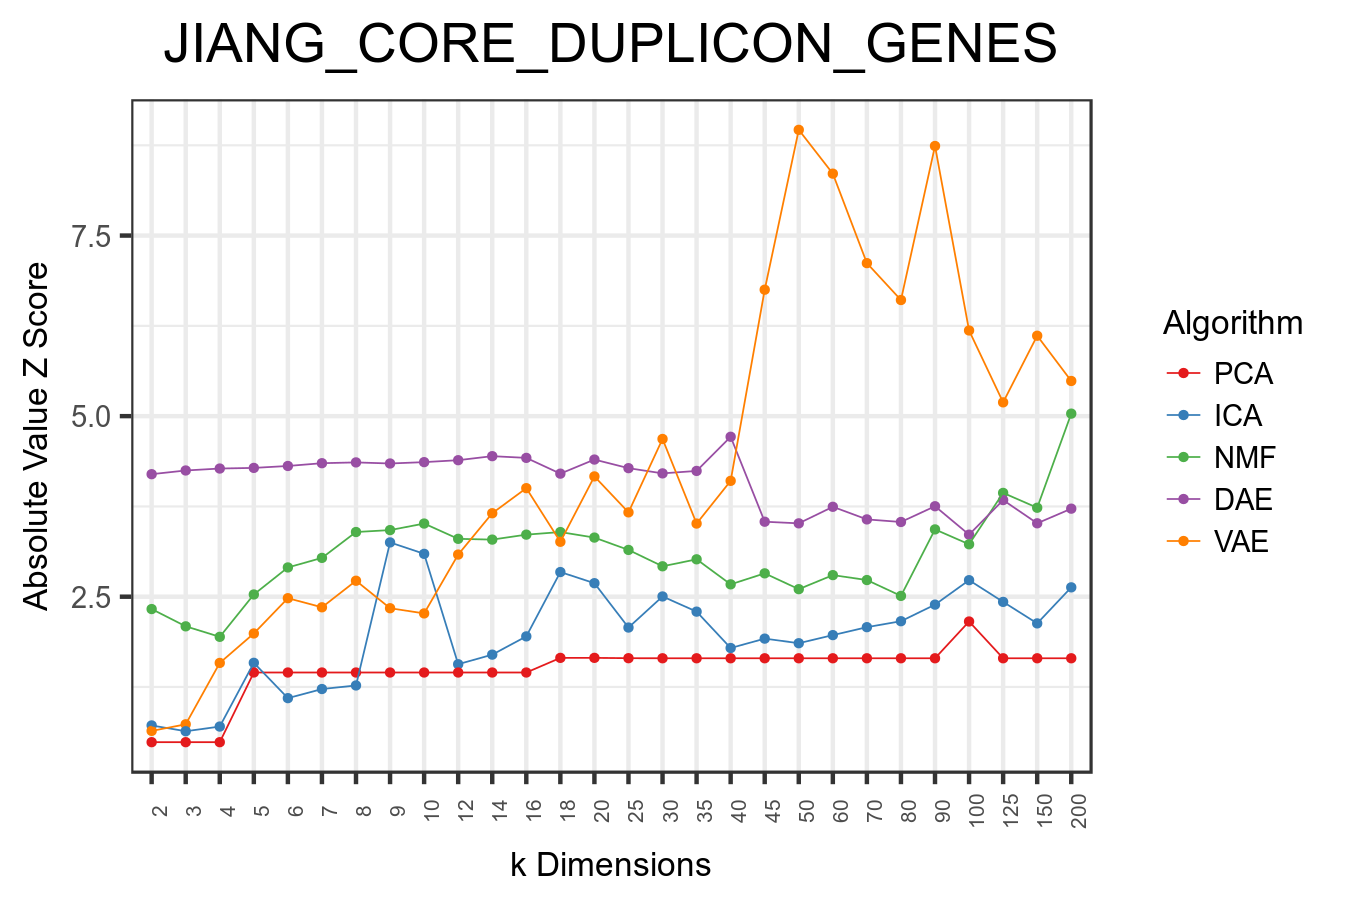 JIANG_CORE_DUPLICON_GENES
Absolute Value Z Score
7.5
5.0
2.5
2 3 4 5 6 7 8 9 10 12 14 16 18 20 25 30 35 40 45 50 60 70 80 90 100 125 150 200
k Dimensions
Algorithm
PCA
ICA
NMF
DAE
VAE